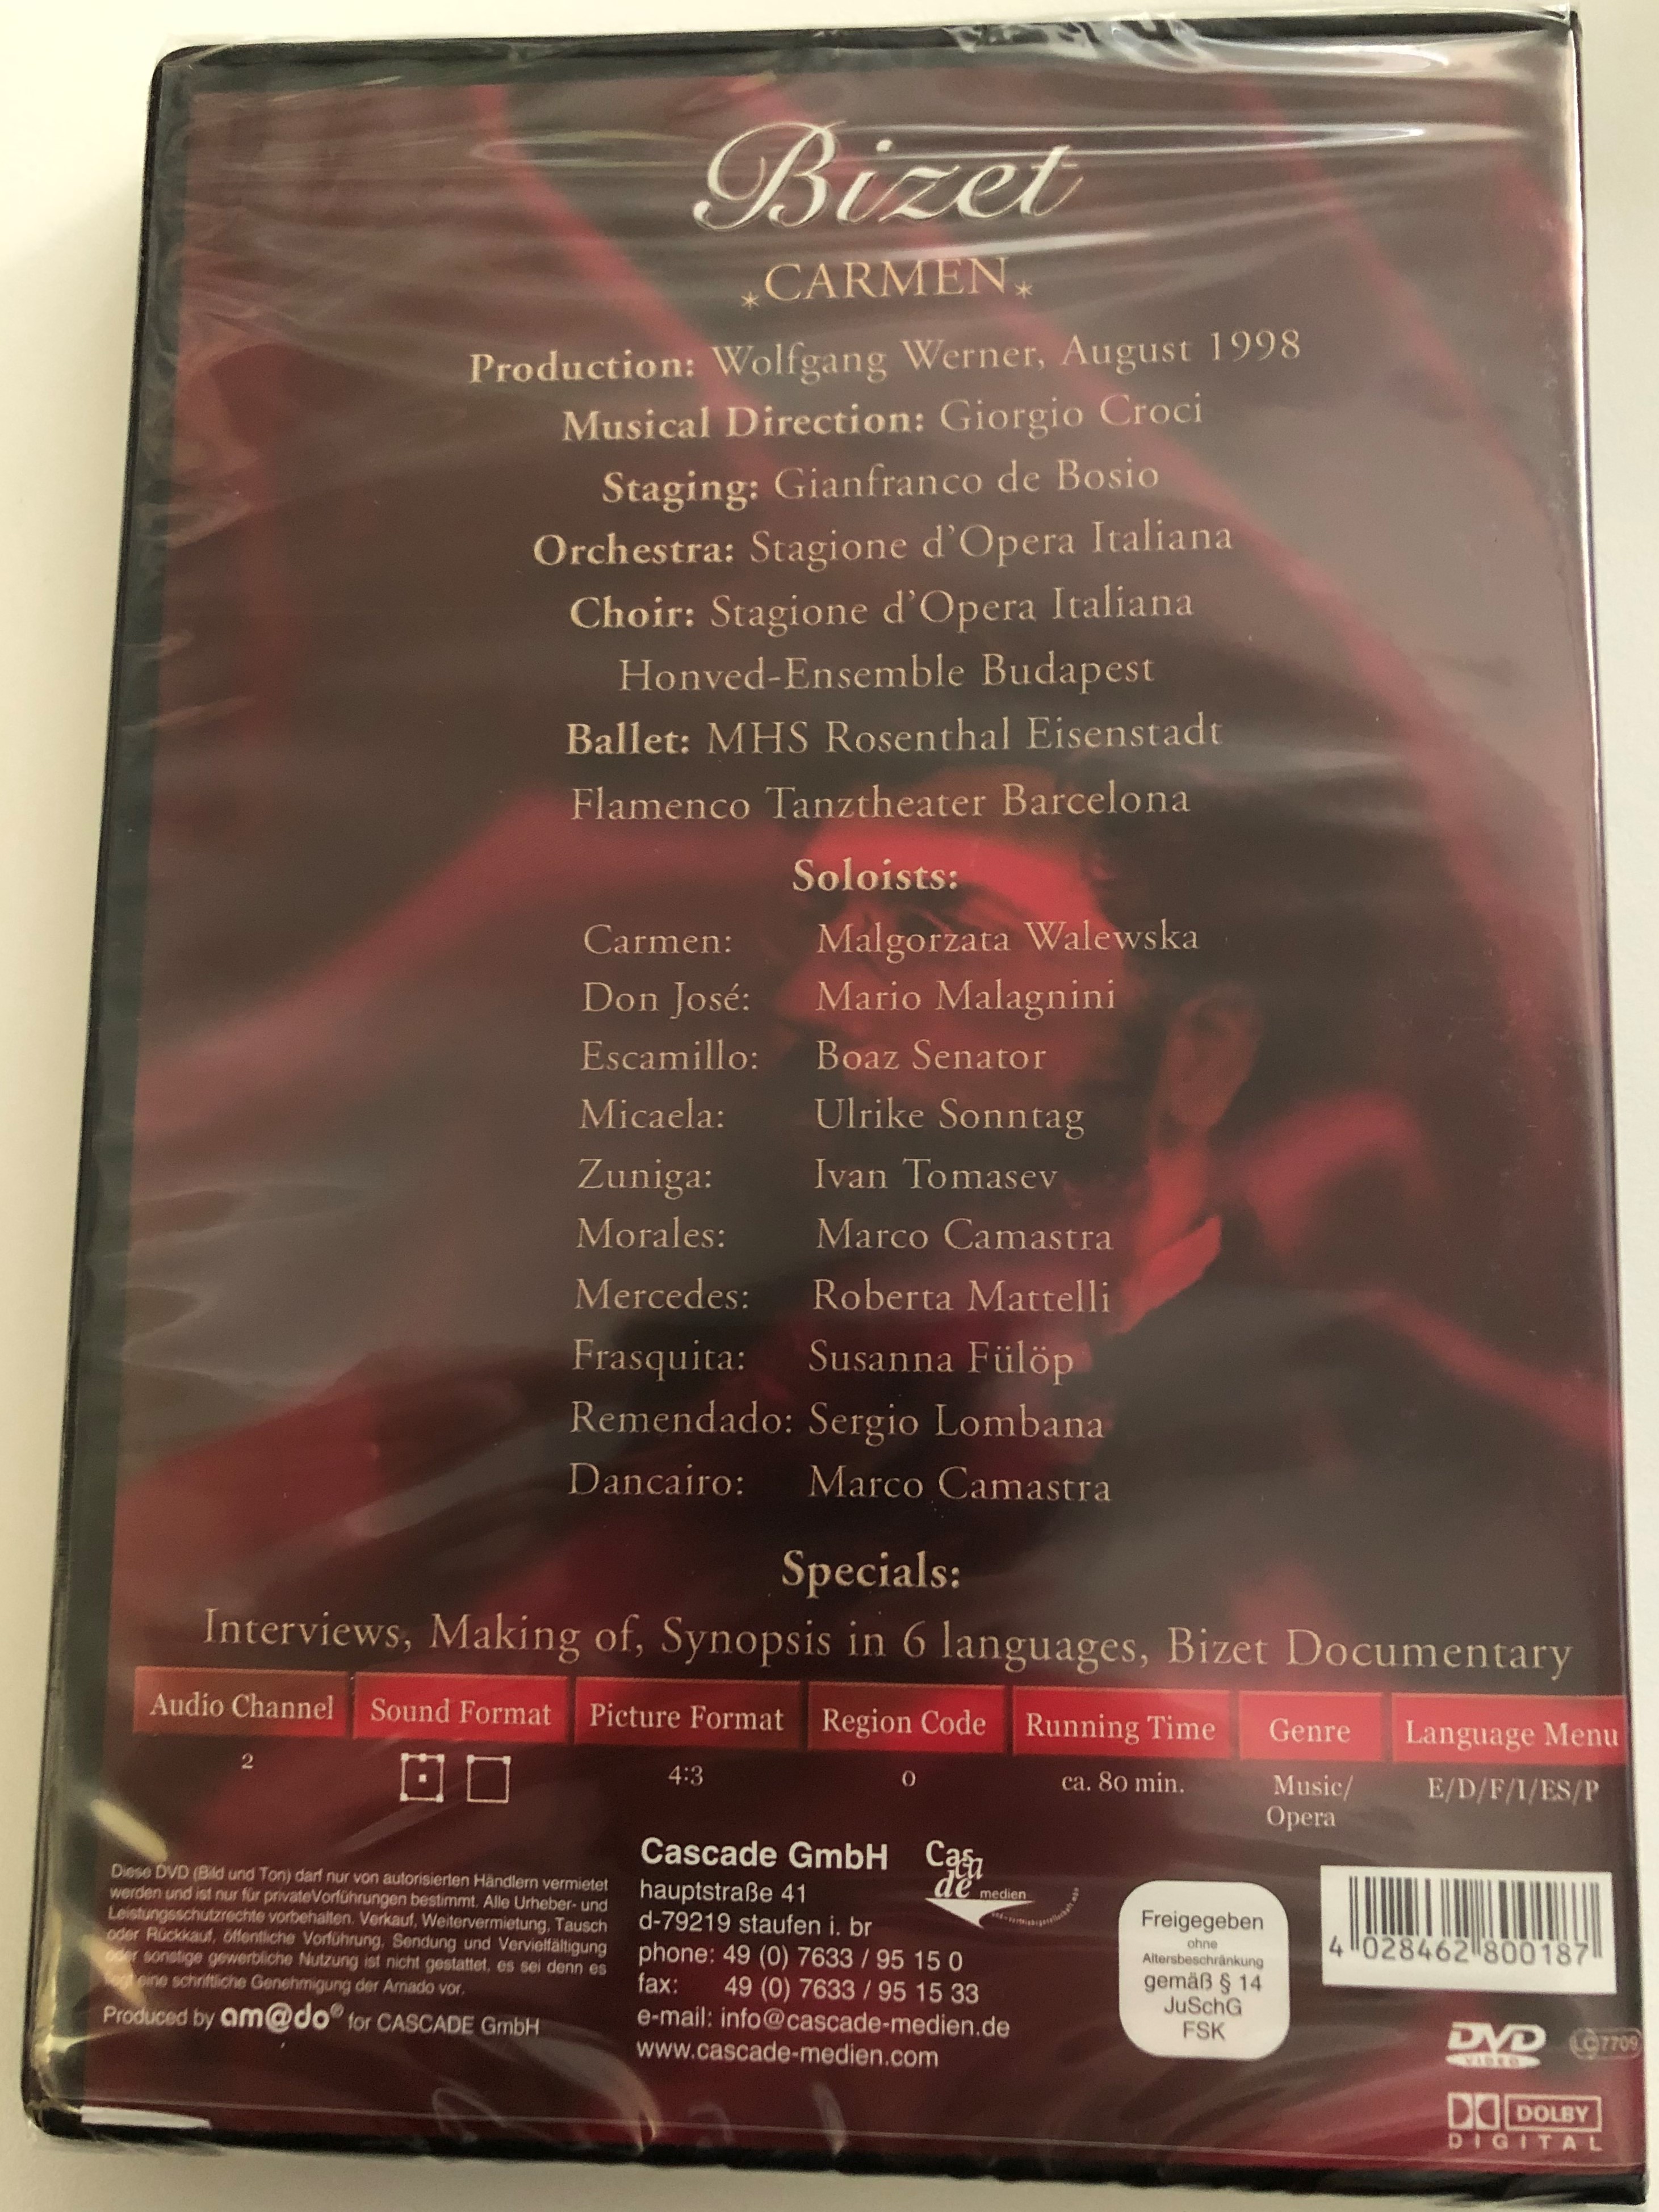 Bizet
*CARMEN*
Production: Wolfgang Werner, August 1998
Musical Direction: Giorgio Croci
Staging: Gianfranco de Bosio
Orchestra: Stagione d'Opera Italiana
Choir: Stagione d'Opera Italiana
Honved-Ensemble Budapest
Ballet: MHS Rosenthal Eisenstadt
Flamenco Tanztheater Barcelona
Soloists:
Carmen: Malgorzata Walewska
Don José: Mario Malagnini
Escamillo: Boaz Senator
Micaela: Ulrike Sonntag
Zuniga: Ivan Tomasev
Morales: Marco Camastra
Mercedes: Roberta Mattelli
Frasquita: Susanna Fülöp
Remendado: Sergio Lombana
Dancairo: Marco Camastra
Specials:
Interviews, Making of, Synopsis in 6 languages, Bizet Documentary
Audio Channel Sound Format Picture Format Region Code Running Time Genre Language Menu
2 4:3 0 ca. 80 min. Music/ E/D/F/I/ES/P
Opera
Diese DVD (Bild und Ton) darf nur von autorisierten Händlern vermietet
werden und ist nur für privateVorführungen bestimmt. Alle Urheber- und
Leistungsschutzrechte vorbehalten. Verkauf, Weitervermietung, Tausch
oder Rückkauf, öffentliche Vorführung, Sendung und Vervielfältigung
oder sonstige gewerbliche Nutzung ist nicht gestattet, es sei denn es
liegt eine schriftliche Genehmigung der Amado vor.
Produced by am@do® for CASCADE GmbH
Cascade GmbH
hauptstraße 41
d-79219 staufen i. br
phone: 49 (0) 7633 / 95 15 0
fax: 49 (0) 7633 / 95 15 33
e-mail: info@cascade-medien.de
www.cascade-medien.com
Cascade
medien
Freigegeben
ohne
Altersbeschränkung
gemäß § 14
JuSchG
FSK
4 028462 800187
DVD
VIDEO
LC7709
DOLBY
DIGITAL